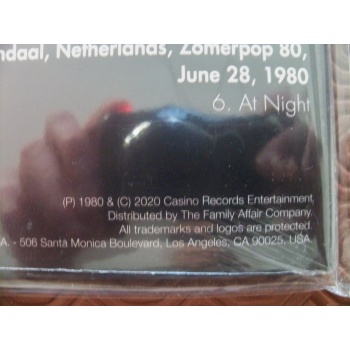 ndaal, Netherlands, Zomerpop 80,
June 28, 1980
6. At Night
(P) 1980 & (C) 2020 Casino Records Entertainment
Distributed by The Family Affair Company.
All trademarks and logos are protected.
A. - 506 Santa Monica Boulevard, Los Angeles, CA 90025, USA.